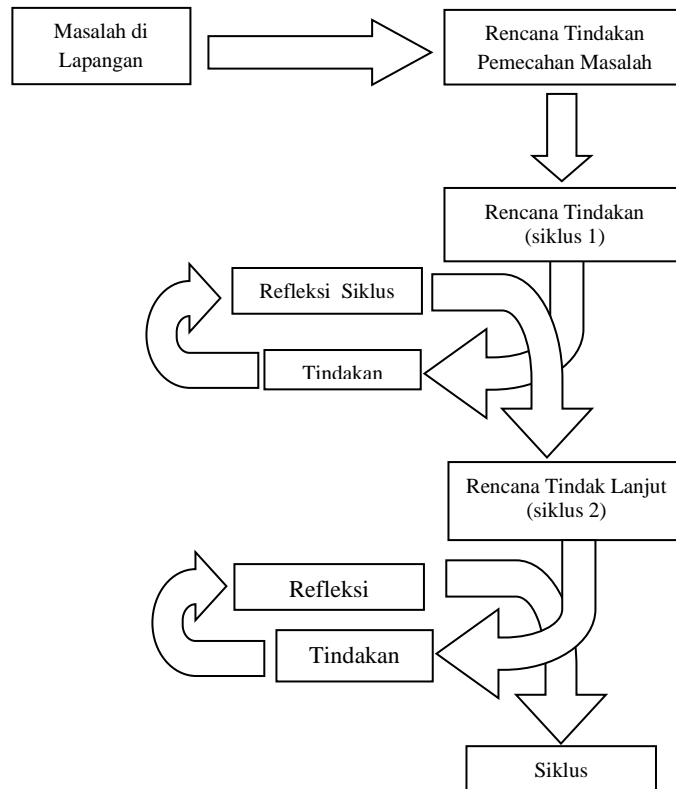 Masalah di
Lapangan
Rencana Tindakan
Pemecahan Masalah
Rencana Tindakan
(siklus 1)
Refleksi Siklus
Tindakan
Rencana Tindak Lanjut
(siklus 2)
Refleksi
Tindakan
Siklus